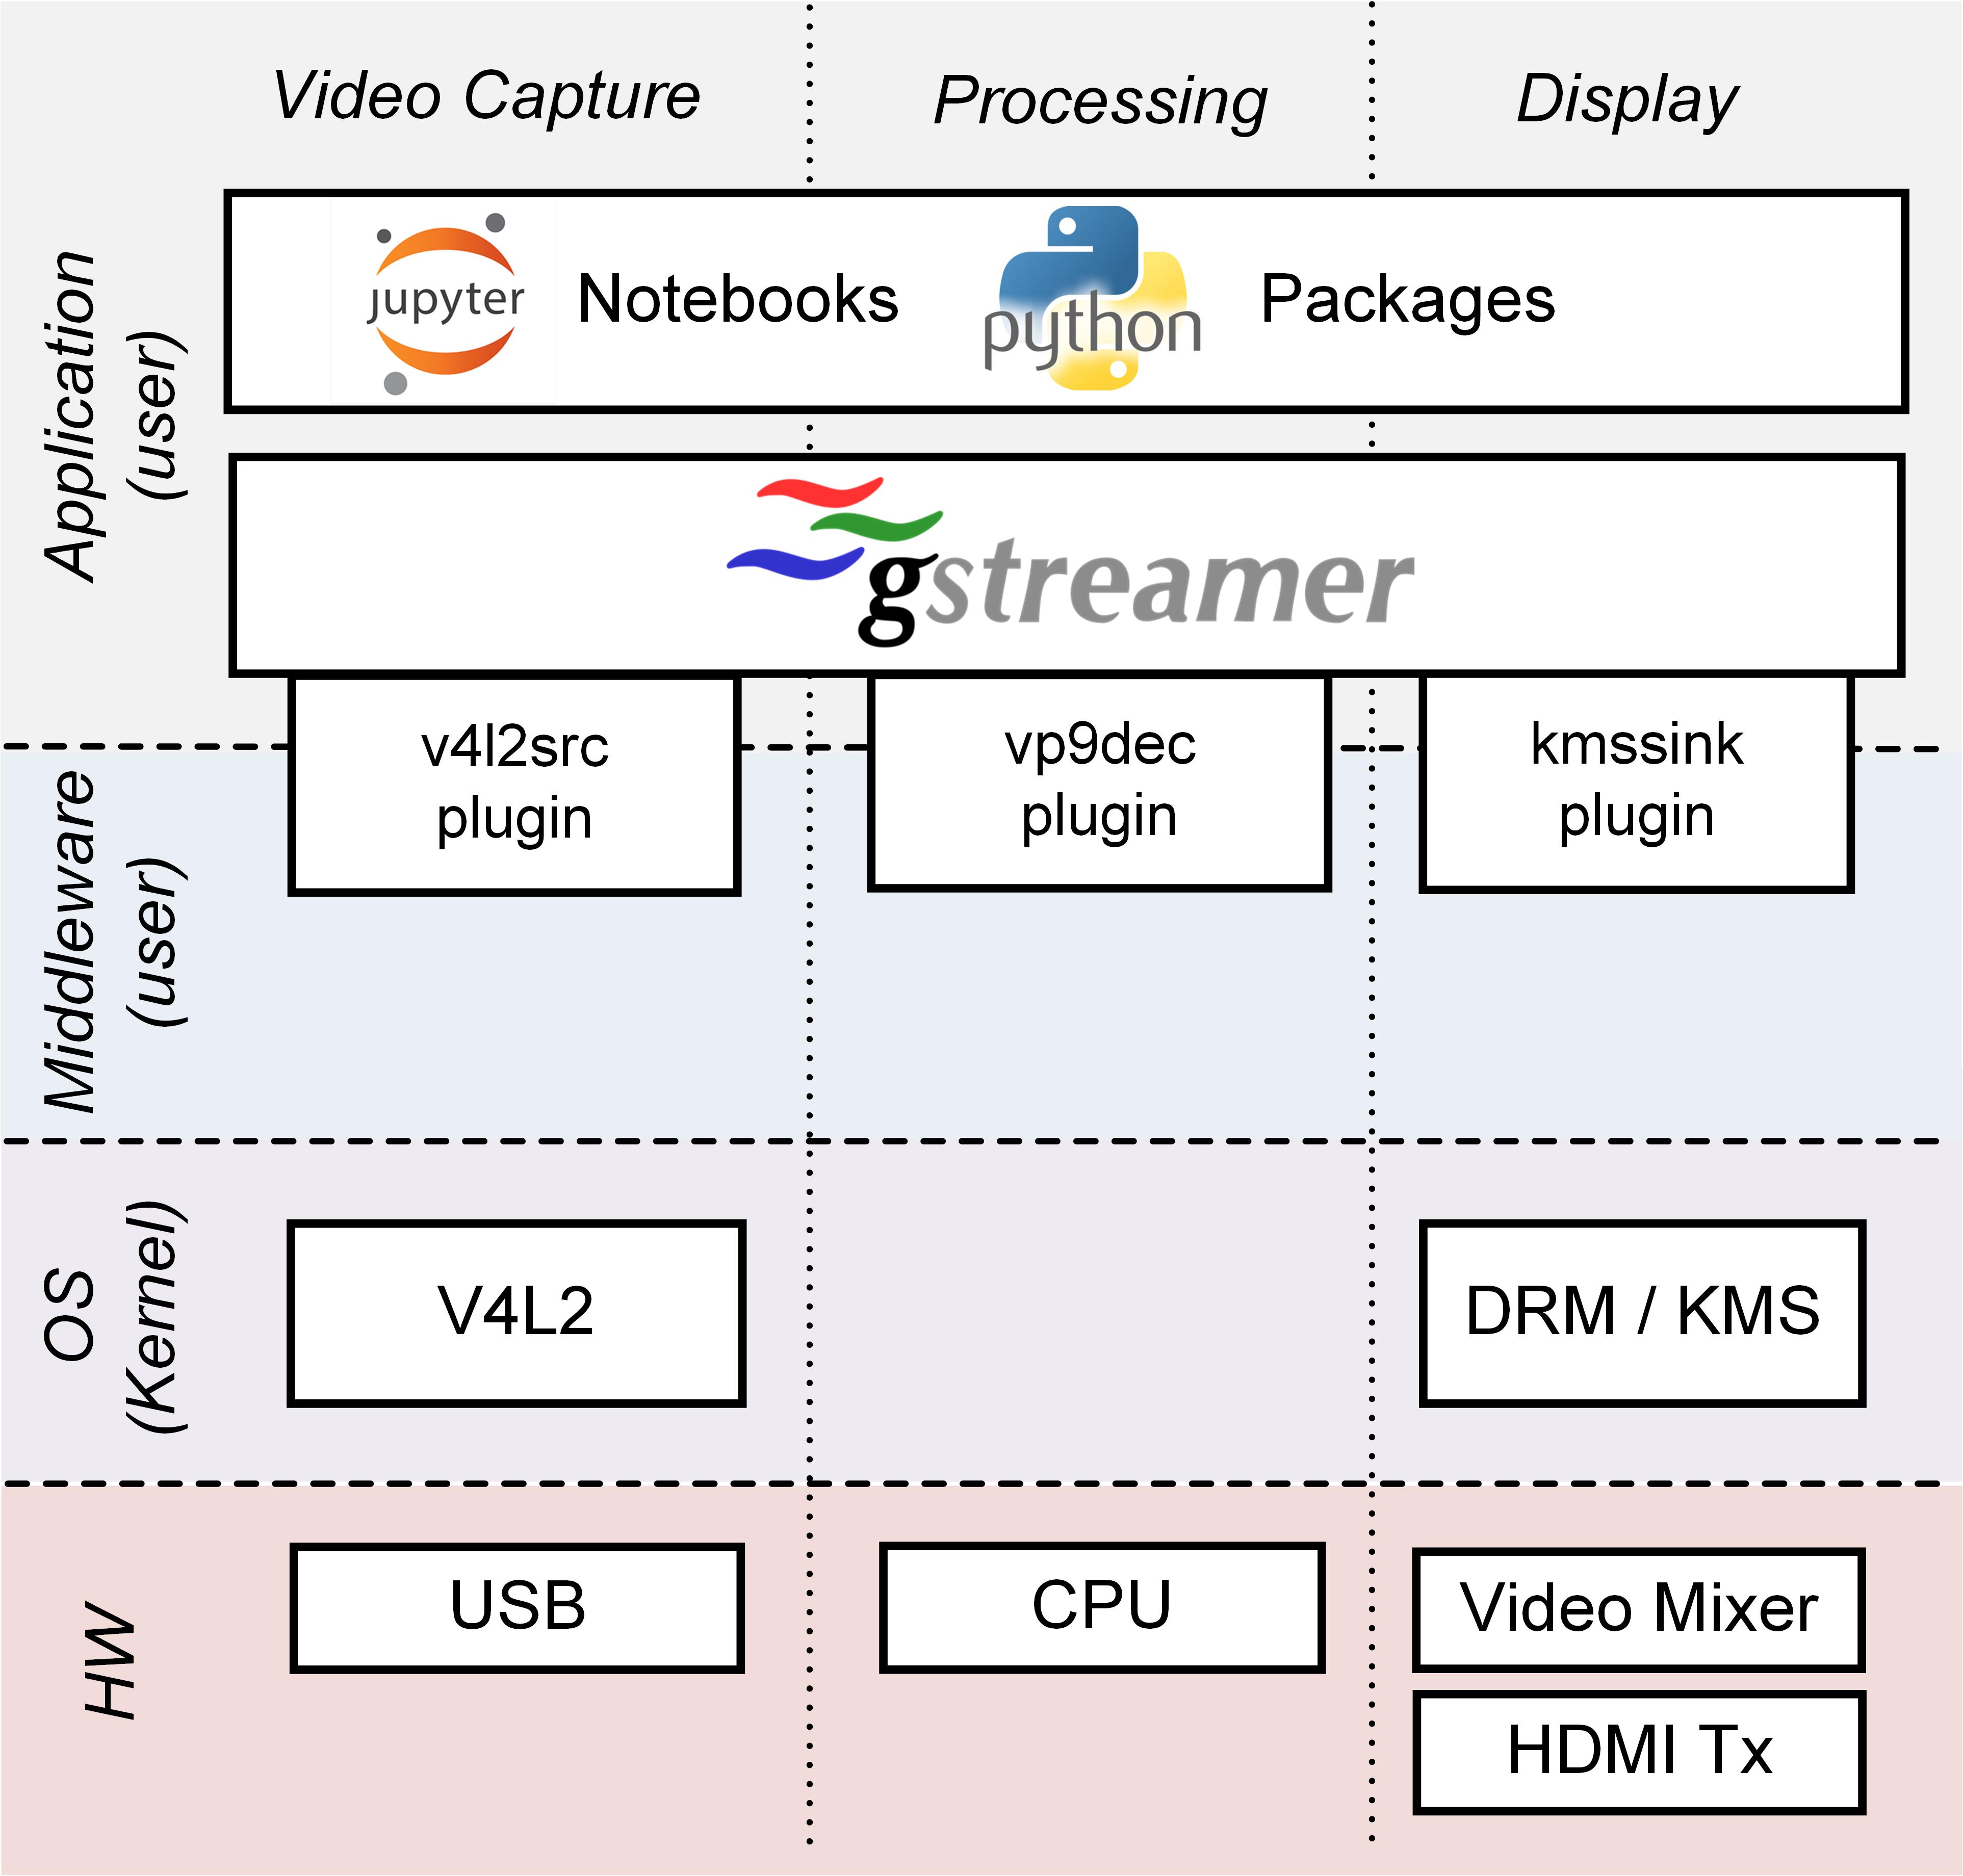 Video Capture
Processing
Display
Application
(user)
jupyter
Notebooks
python
Packages
gstreamer
v4l2src
plugin
vp9dec
plugin
kmssink
plugin
Middleware
(user)
OS
(Kernel)
V4L2
DRM / KMS
HW
USB
CPU
Video Mixer
HDMI Tx